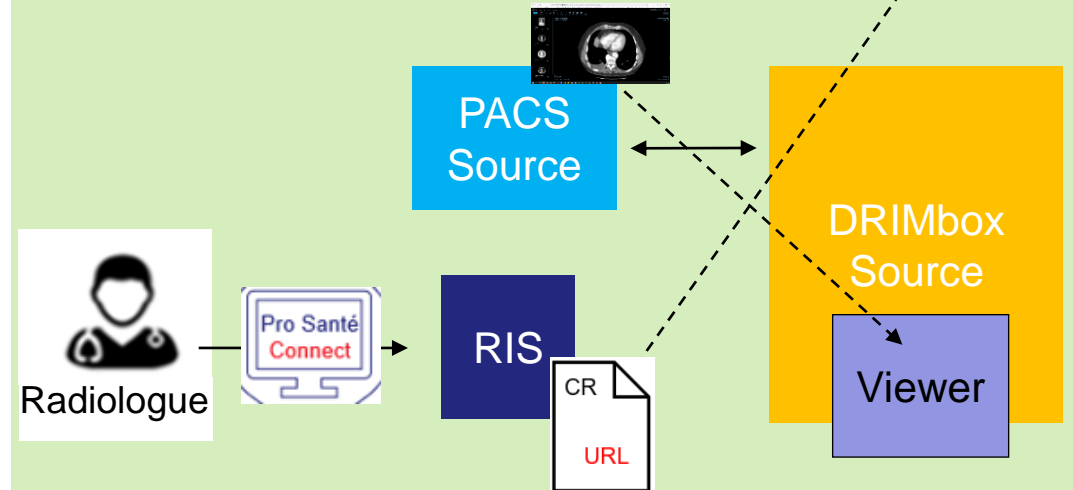 PACS
Source
DRIMbox
Source
Pro Santé
Connect
RIS
Radiologue
CR
URL
Viewer